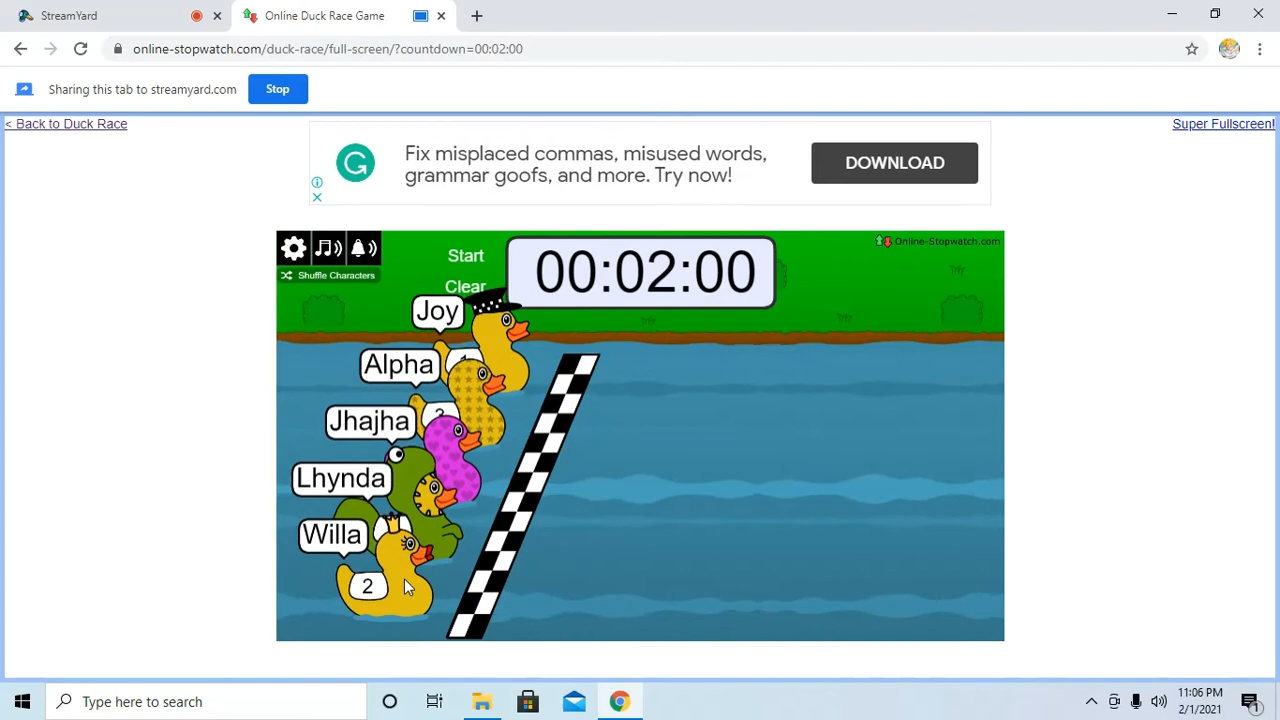 StreamYard
Online Duck Race Game
online-stopwatch.com/duck-race/full-screen/?countdown=00:02:00
Sharing this tab to streamyard.com
Stop
< Back to Duck Race
Super Fullscreen!
Fix misplaced commas, misused words,
grammar goofs, and more. Try now!
DOWNLOAD
Start
00:02:00
Online-Stopwatch.com
Shuffle Characters
Clear
Joy
Alpha
Jhajha
Lhynda
Willa
2
Type here to search
11:06 PM
2/1/2021
1